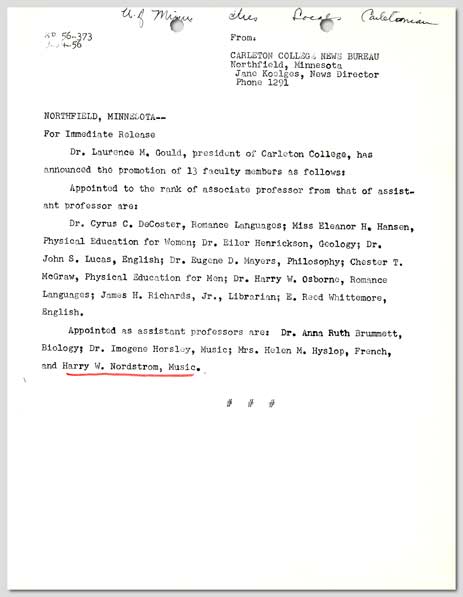 U. of Minn Locals Carletonian
56-373
From:
CARLETON COLLEGE NEWS BUREAU
Northfield, Minnesota
Jane Koelges, News Director
Phone 1291
NORTHFIELD, MINNESOTA--
For Immediate Release
Dr. Laurence M. Gould, president of Carleton College, has
announced the promotion of 13 faculty members as follows:
Appointed to the rank of associate professor from that of assist-
ant professor are:
Dr. Cyrus C. DeCoster, Romance Languages; Miss Eleanor H. Hansen,
Physical Education for Women; Dr. Eiler Henrickson, Geology; Dr.
John S. Lucas, English; Dr. Eugene D. Mayers, Philosophy; Chester T.
McGraw, Physical Education for Men; Dr. Harry W. Osborne, Romance
Languages; James H. Richards, Jr., Librarian; E. Reed Whittemore,
English.
Appointed as assistant professors are: Dr. Anna Ruth Brummett,
Biology; Dr. Imogene Horsley, Music; Mrs. Helen M. Hyslop, French,
and Harry W. Nordstrom, Music.
# # #